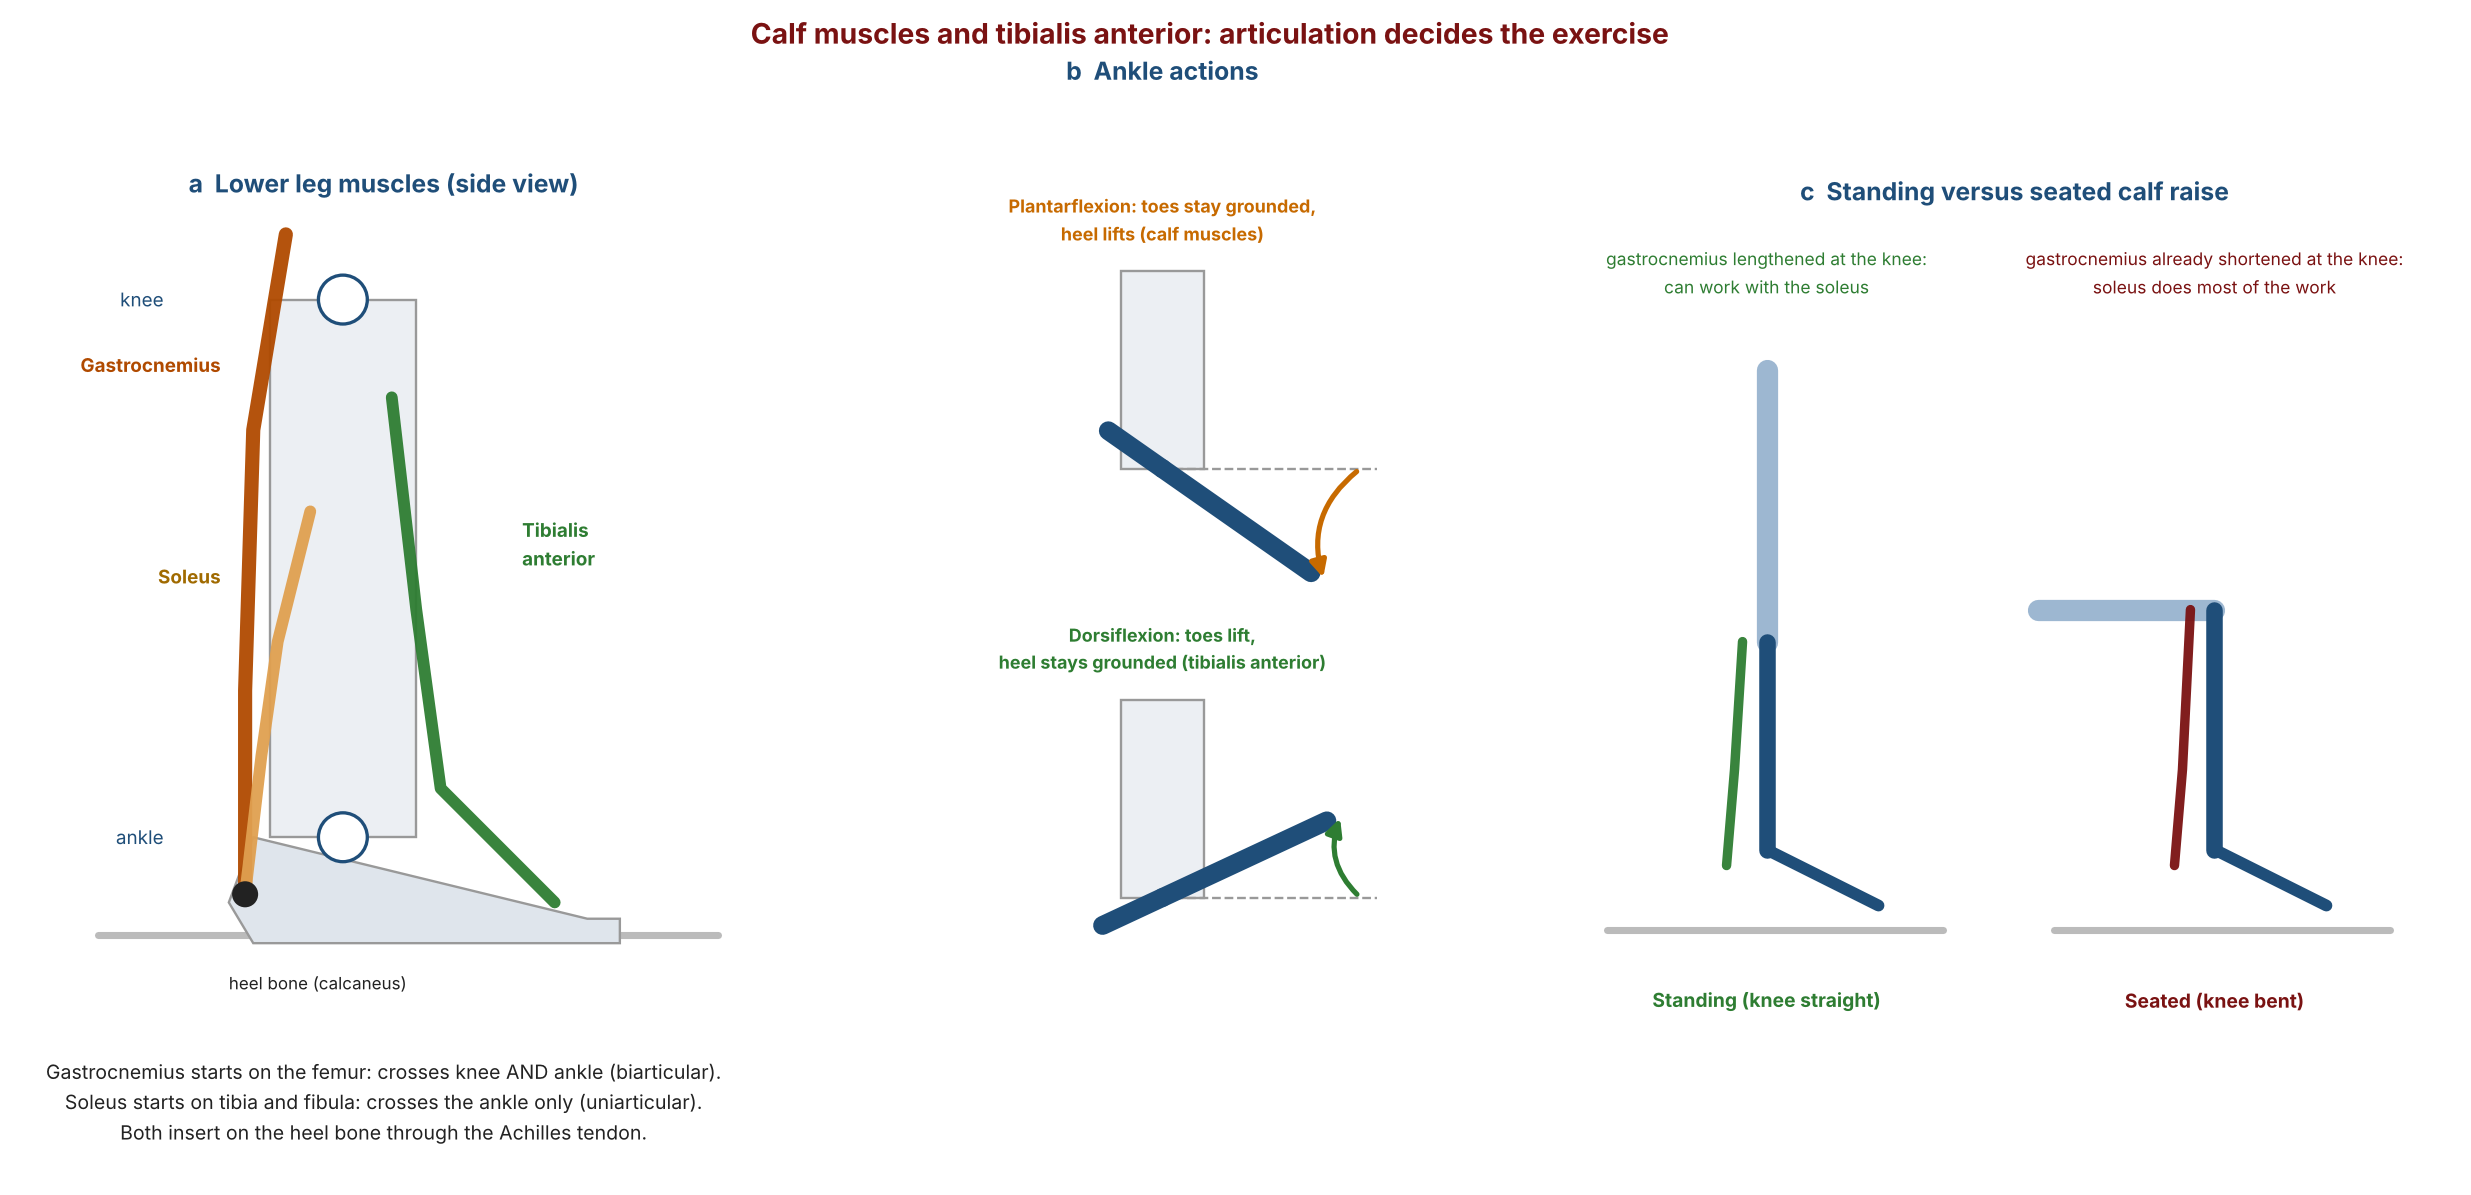 Calf muscles and tibialis anterior: articulation decides the exercise
b Ankle actions
a Lower leg muscles (side view)
knee
Gastrocnemius
Soleus
Tibialis
anterior
ankle
heel bone (calcaneus)
Gastrocnemius starts on the femur: crosses knee AND ankle (biarticular).
Soleus starts on tibia and fibula: crosses the ankle only (uniarticular).
Both insert on the heel bone through the Achilles tendon.
Plantarflexion: toes stay grounded,
heel lifts (calf muscles)
Dorsiflexion: toes lift,
heel stays grounded (tibialis anterior)
c Standing versus seated calf raise
gastrocnemius lengthened at the knee:
can work with the soleus
gastrocnemius already shortened at the knee:
soleus does most of the work
Standing (knee straight)
Seated (knee bent)